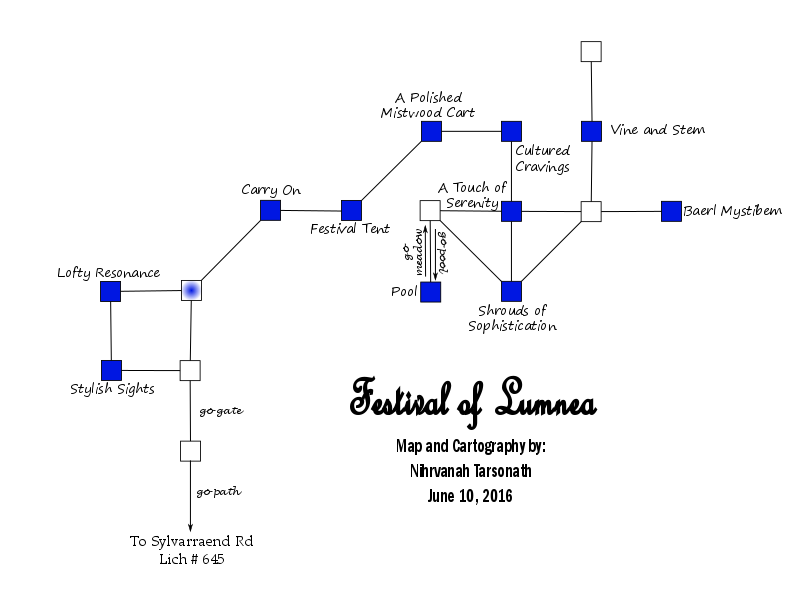 A Polished
Mistwood Cart
Vine and Stem
Cultured
Cravings
Carry On
A Touch of
Serenity
Baerl Mystibem
Festival Tent
go
meadow
go pool
Lofty Resonance
Pool
Shrouds of
Sophistication
Stylish Sights
go gate
Festival of Lumnea
Map and Cartography by:
Nihrvanah Tarsonath
June 10, 2016
go path
To Sylvarraend Rd
Lich # 645